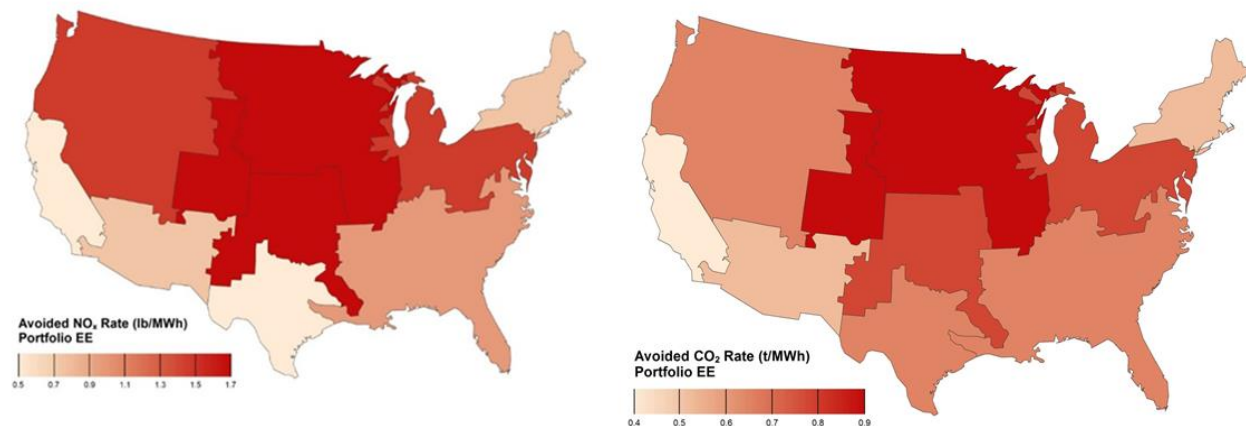 Avoided NOₓ Rate (lb/MWh)
Portfolio EE
0.5 0.7 0.9 1.1 1.3 1.5 1.7
Avoided CO₂ Rate (t/MWh)
Portfolio EE
0.4 0.5 0.6 0.7 0.8 0.9